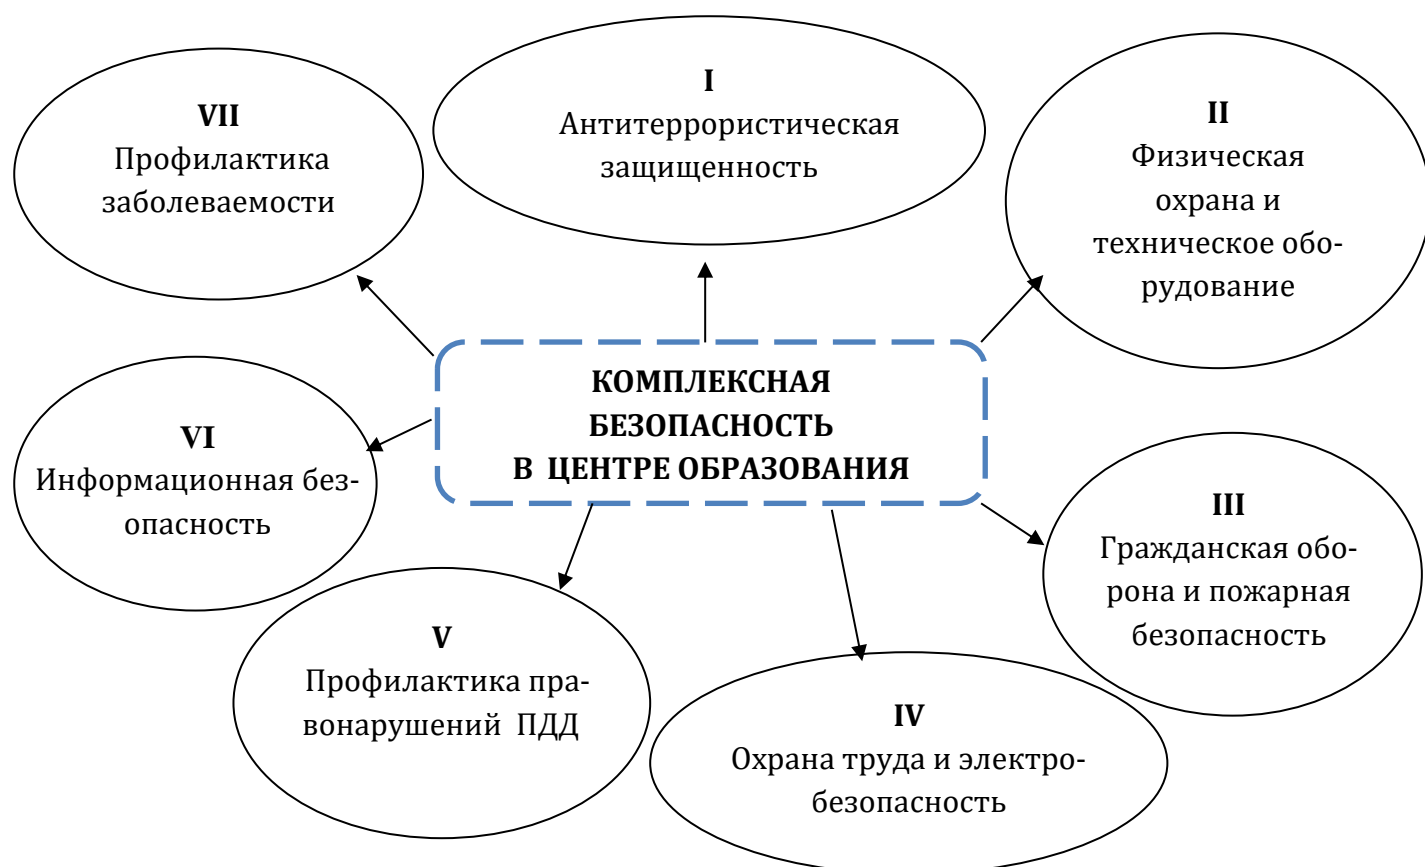 I
Антитеррористическая
защищенность
II
Физическая
охрана и
техническое обо-
рудование
VII
Профилактика
заболеваемости
КОМПЛЕКСНАЯ
БЕЗОПАСНОСТЬ
В ЦЕНТРЕ ОБРАЗОВАНИЯ
VI
Информационная без-
опасность
III
Гражданская обо-
рона и пожарная
безопасность
V
Профилактика пра-
вонарушений ПДД
IV
Охрана труда и электро-
безопасность